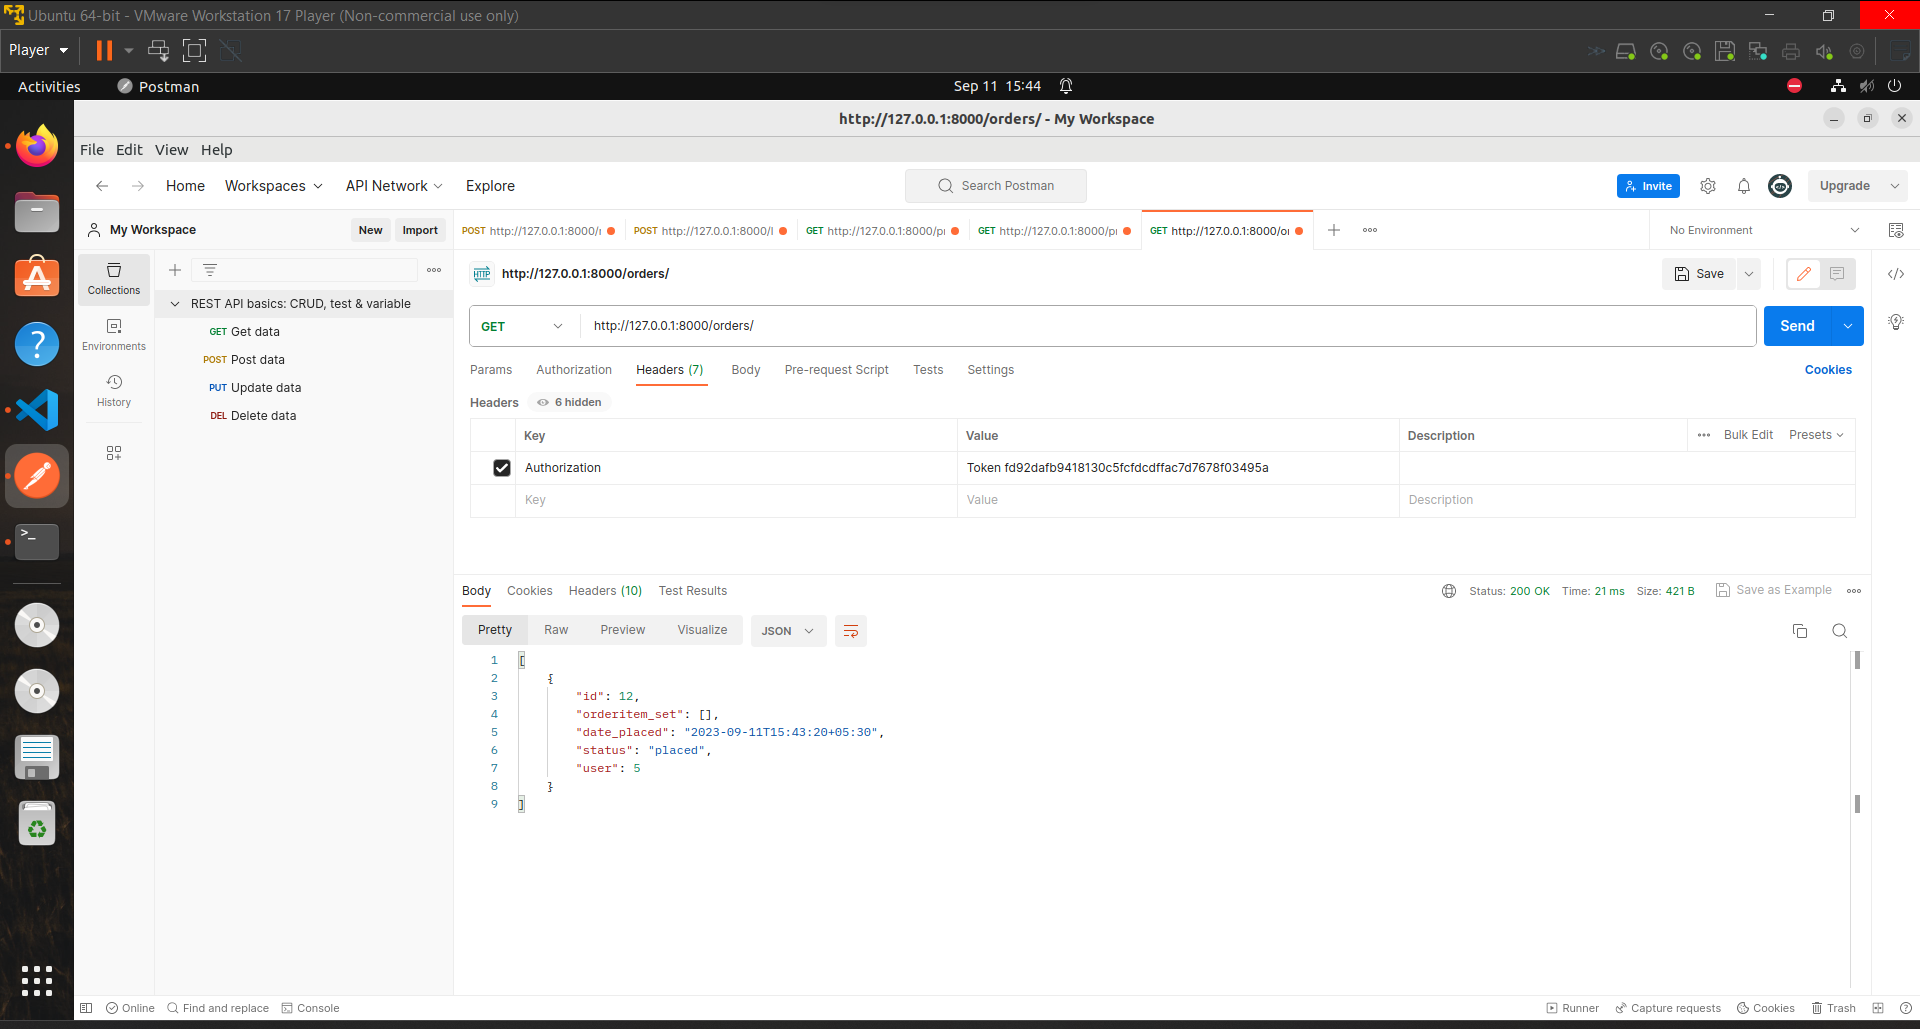 Ubuntu 64-bit - VMware Workstation 17 Player (Non-commercial use only)
Player
Activities
Postman
Sep 11 15:44
http://127.0.0.1:8000/orders/ - My Workspace
File Edit View Help
Home Workspaces API Network Explore
Search Postman
Invite
Upgrade
My Workspace
New
Import
POST http://127.0.0.1:8000/
POST http://127.0.0.1:8000/
GET http://127.0.0.1:8000/p
GET http://127.0.0.1:8000/p
GET http://127.0.0.1:8000/o
No Environment
Collections
Environments
History
REST API basics: CRUD, test & variable
GET Get data
POST Post data
PUT Update data
DEL Delete data
HTTP
http://127.0.0.1:8000/orders/
Save
GET
http://127.0.0.1:8000/orders/
Send
Params Authorization Headers (7) Body Pre-request Script Tests Settings
Cookies
Headers 6 hidden
Key Value Description Bulk Edit Presets
Authorization Token fd92dafb9418130c5fcfdcdffac7d7678f03495a
Key Value Description
Body Cookies Headers (10) Test Results
Status: 200 OK Time: 21 ms Size: 421 B Save as Example
Pretty Raw Preview Visualize JSON
1 [
2 {
3 "id": 12,
4 "orderitem_set": [],
5 "date_placed": "2023-09-11T15:43:20+05:30",
6 "status": "placed",
7 "user": 5
8 }
9 ]
Online Find and replace Console
Runner Capture requests Cookies Trash